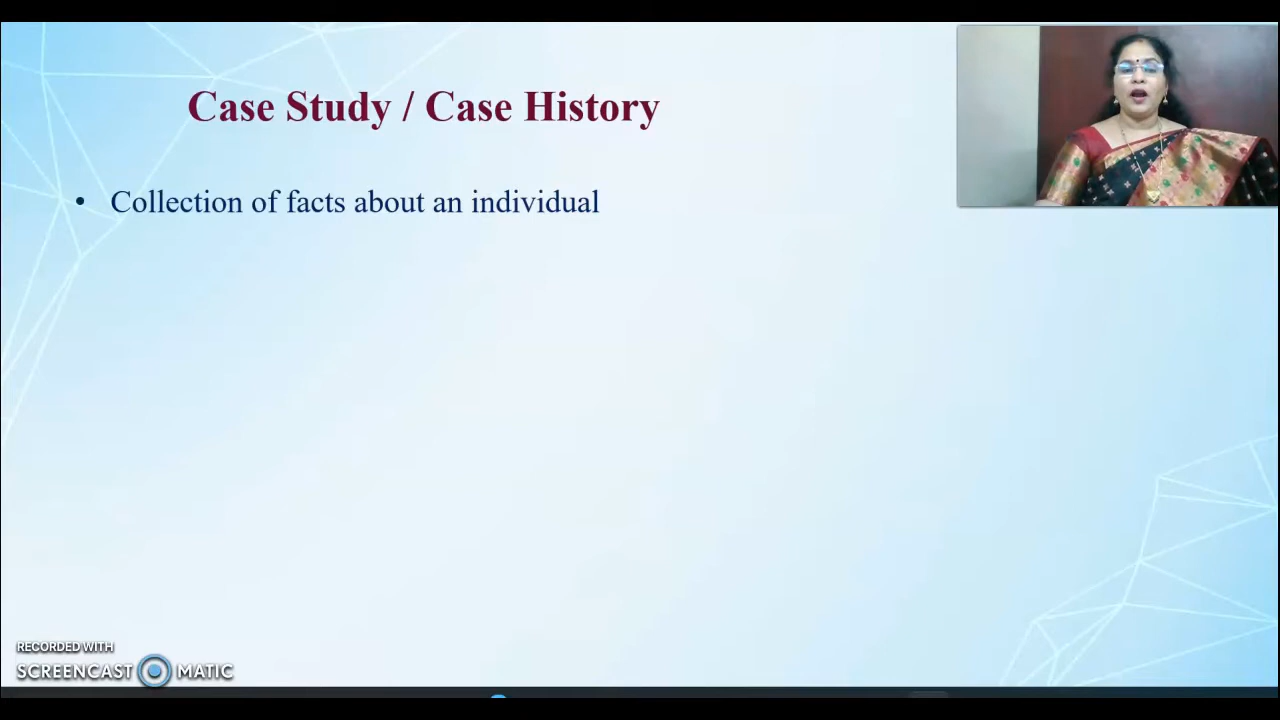 Case Study / Case History
• Collection of facts about an individual
RECORDED WITH
SCREENCAST MATIC